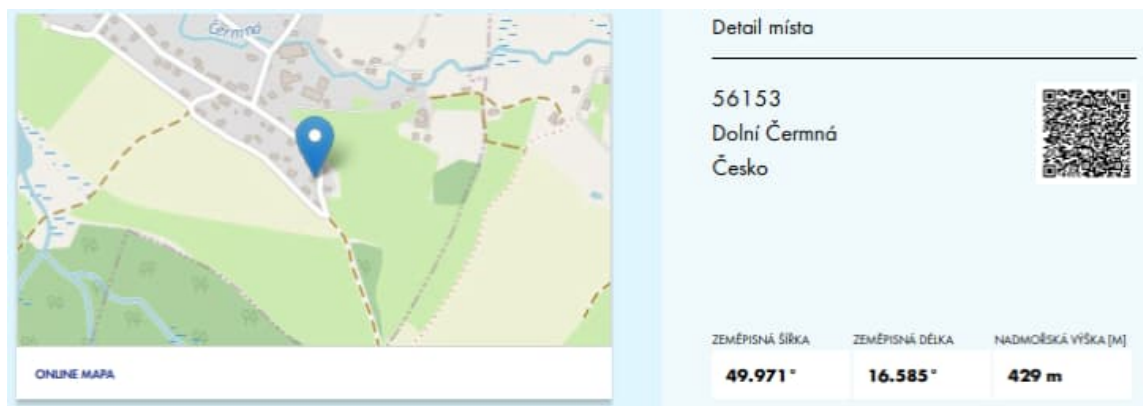 Čermná
ONLINE MAPA
Detail místa
56153
Dolní Čermná
Česko
ZEMĚPISNÁ ŠÍŘKA
ZEMĚPISNÁ DÉLKA
NADMOŘSKÁ VÝŠKA [M]
49.971°
16.585°
429 m